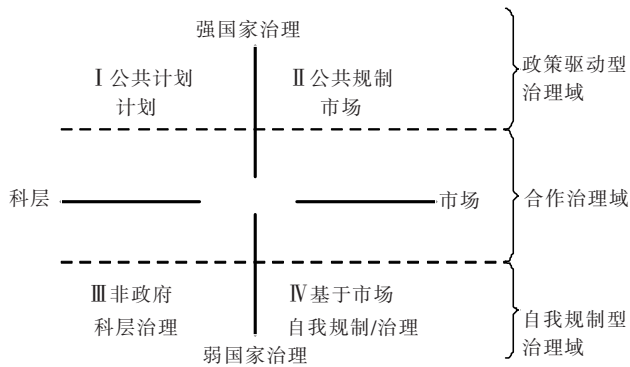 强国家治理
Ⅰ公共计划
计划
Ⅱ公共规制
市场
政策驱动型
治理域
科层
市场
合作治理域
Ⅲ非政府
科层治理
Ⅳ基于市场
自我规制/治理
自我规制型
治理域
弱国家治理